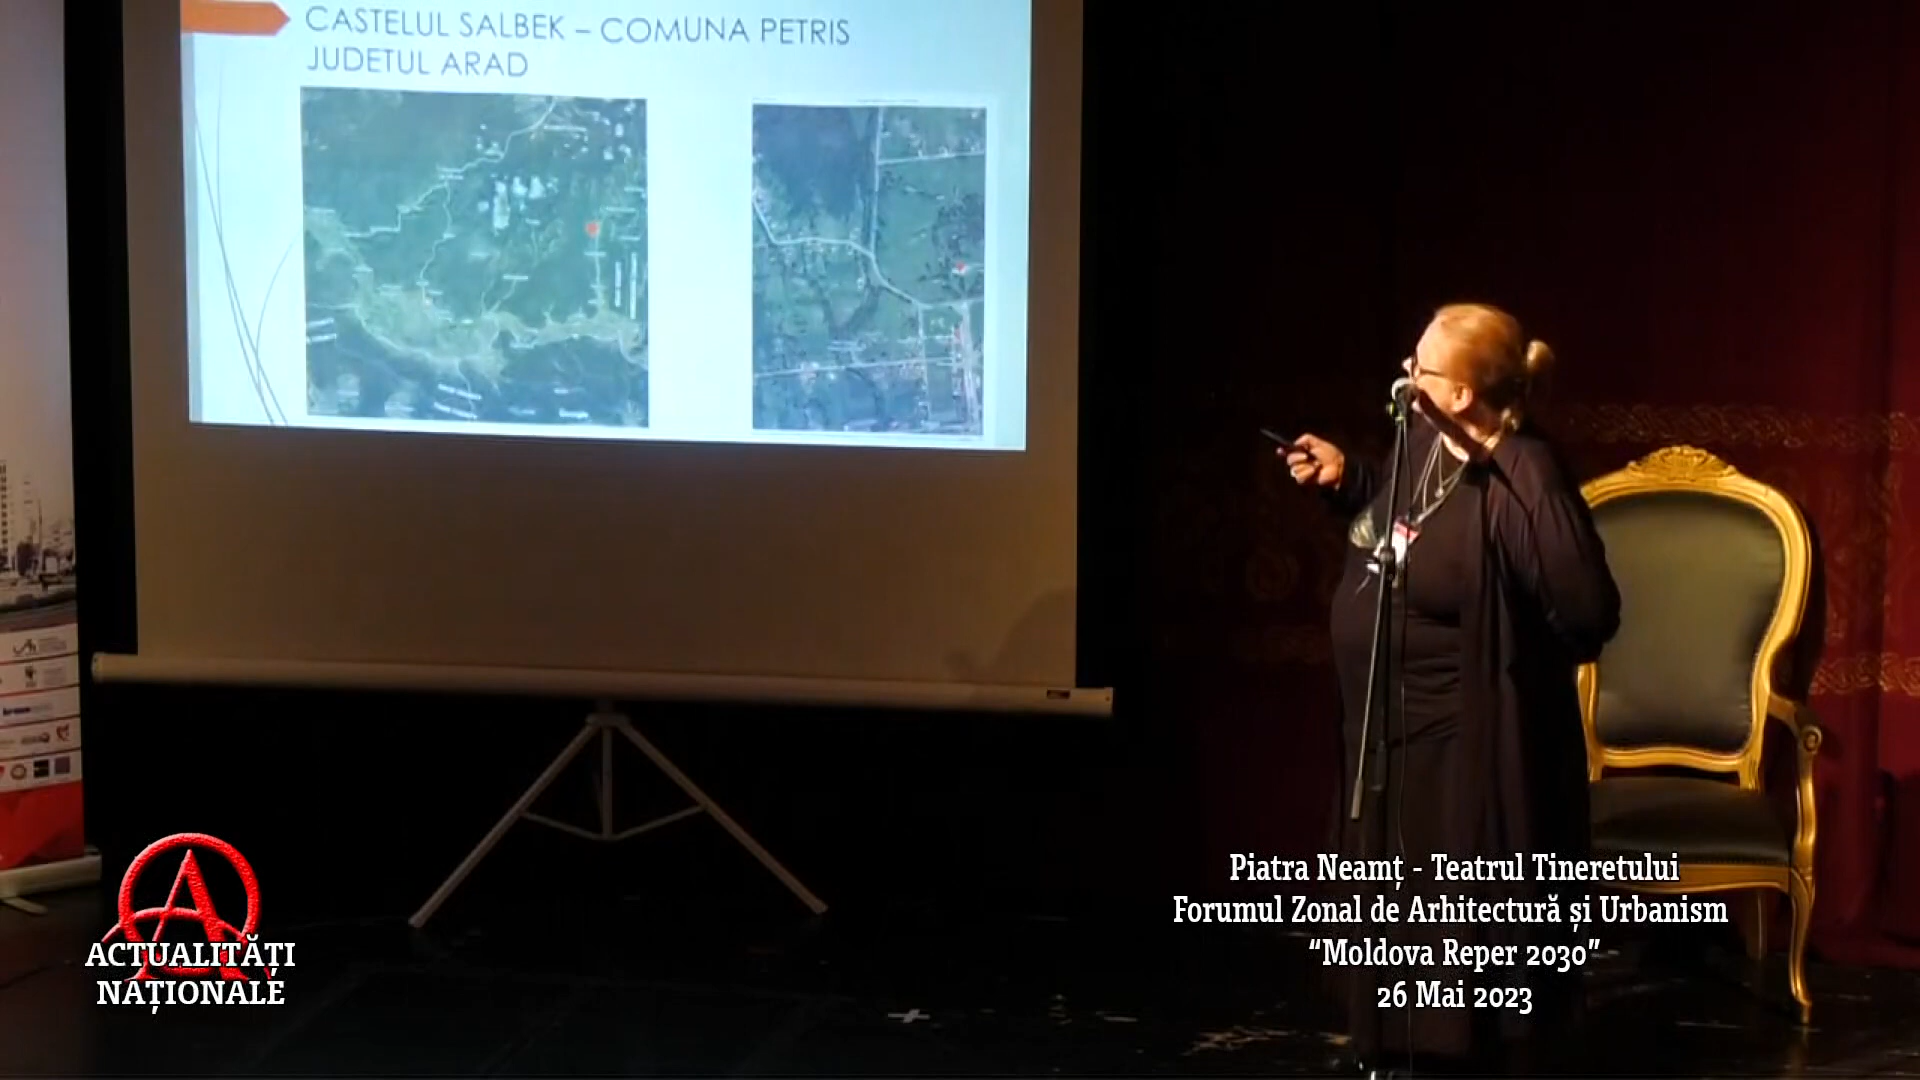 CASTELUL SALBEK – COMUNA PETRIS
JUDETUL ARAD
Piatra Neamț - Teatrul Tineretului
Forumul Zonal de Arhitectură și Urbanism
“Moldova Reper 2030”
26 Mai 2023
ACTUALITĂȚI
NAȚIONALE